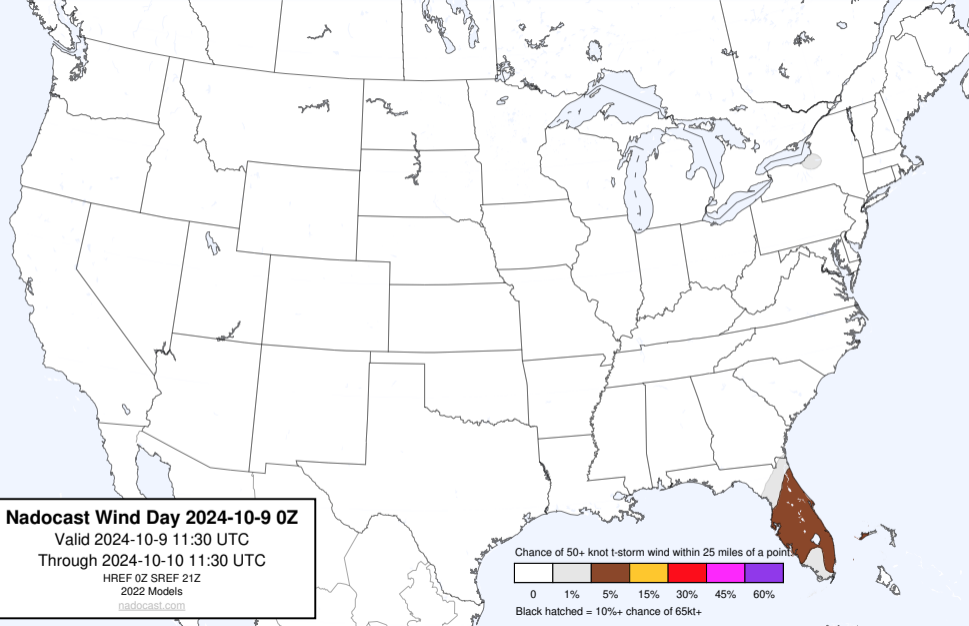 Nadocast Wind Day 2024-10-9 0Z
Valid 2024-10-9 11:30 UTC
Through 2024-10-10 11:30 UTC
HREF 0Z SREF 21Z
2022 Models
nadocast.com
Chance of 50+ knot t-storm wind within 25 miles of a point.
0 1% 5% 15% 30% 45% 60%
Black hatched = 10%+ chance of 65kt+